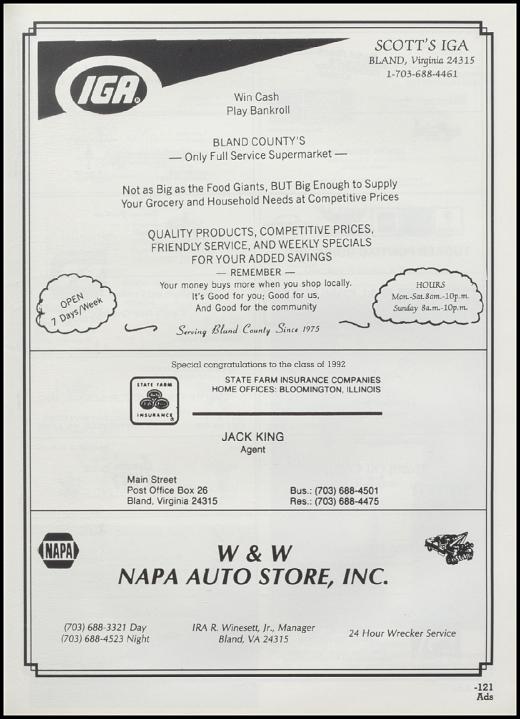 IGA®
SCOTT'S IGA
BLAND, Virginia 24315
1-703-688-4461
Win Cash
Play Bankroll
BLAND COUNTY'S
— Only Full Service Supermarket —
Not as Big as the Food Giants, BUT Big Enough to Supply
Your Grocery and Household Needs at Competitive Prices
QUALITY PRODUCTS, COMPETITIVE PRICES,
FRIENDLY SERVICE, AND WEEKLY SPECIALS
FOR YOUR ADDED SAVINGS
— REMEMBER —
Your money buys more when you shop locally.
It's Good for you; Good for us,
And Good for the community
OPEN
7 Days/Week
HOURS
Mon.-Sat. 8am.-10p.m.
Sunday 8a.m.-10p.m.
Serving Bland County Since 1975
Special congratulations to the class of 1992
STATE FARM
INSURANCE®
STATE FARM INSURANCE COMPANIES
HOME OFFICES: BLOOMINGTON, ILLINOIS
JACK KING
Agent
Main Street
Post Office Box 26
Bland, Virginia 24315
Bus.: (703) 688-4501
Res.: (703) 688-4475
NAPA
W & W
NAPA AUTO STORE, INC.
(703) 688-3321 Day
(703) 688-4523 Night
IRA R. Winesett, Jr., Manager
Bland, VA 24315
24 Hour Wrecker Service
-121
Ads